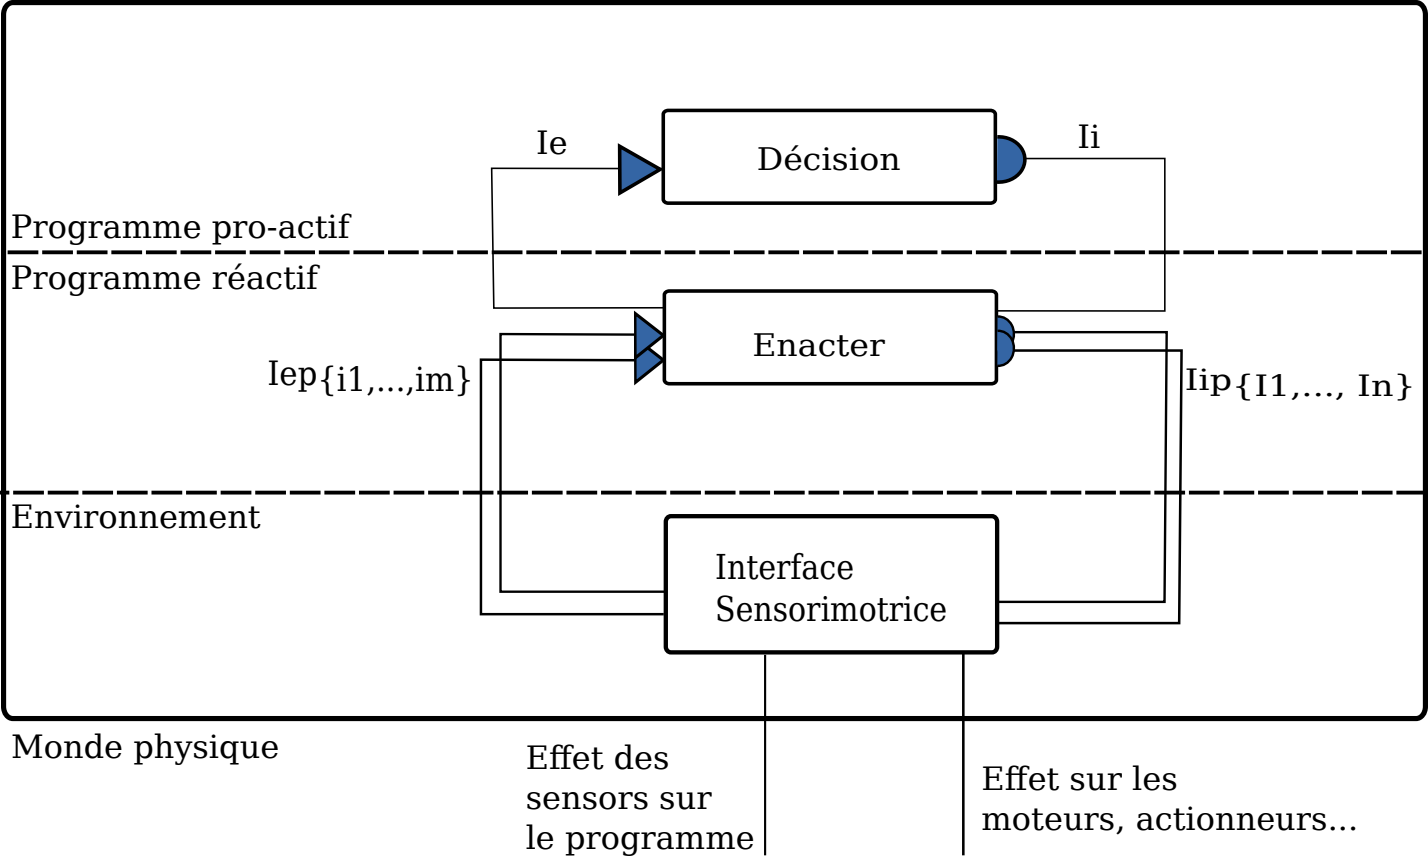 Ie
Ii
Décision
Programme pro-actif
Programme réactif
Enacter
Iep{i1,...,im}
Iip{I1,..., In}
Environnement
Interface
Sensorimotrice
Monde physique
Effet des
sensors sur
le programme
Effet sur les
moteurs, actionneurs...